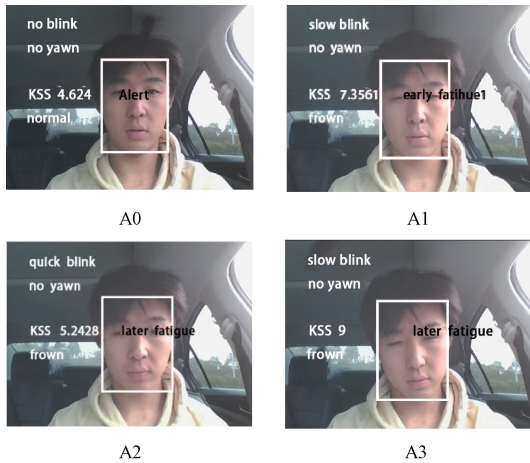 no blink
no yawn
KSS 4.624
Alert
normal
A0
slow blink
no yawn
KSS 7.3561
early fatihue1
frown
A1
quick blink
no yawn
KSS 5.2428
later fatigue
frown
A2
slow blink
no yawn
KSS 9
later fatigue
frown
A3